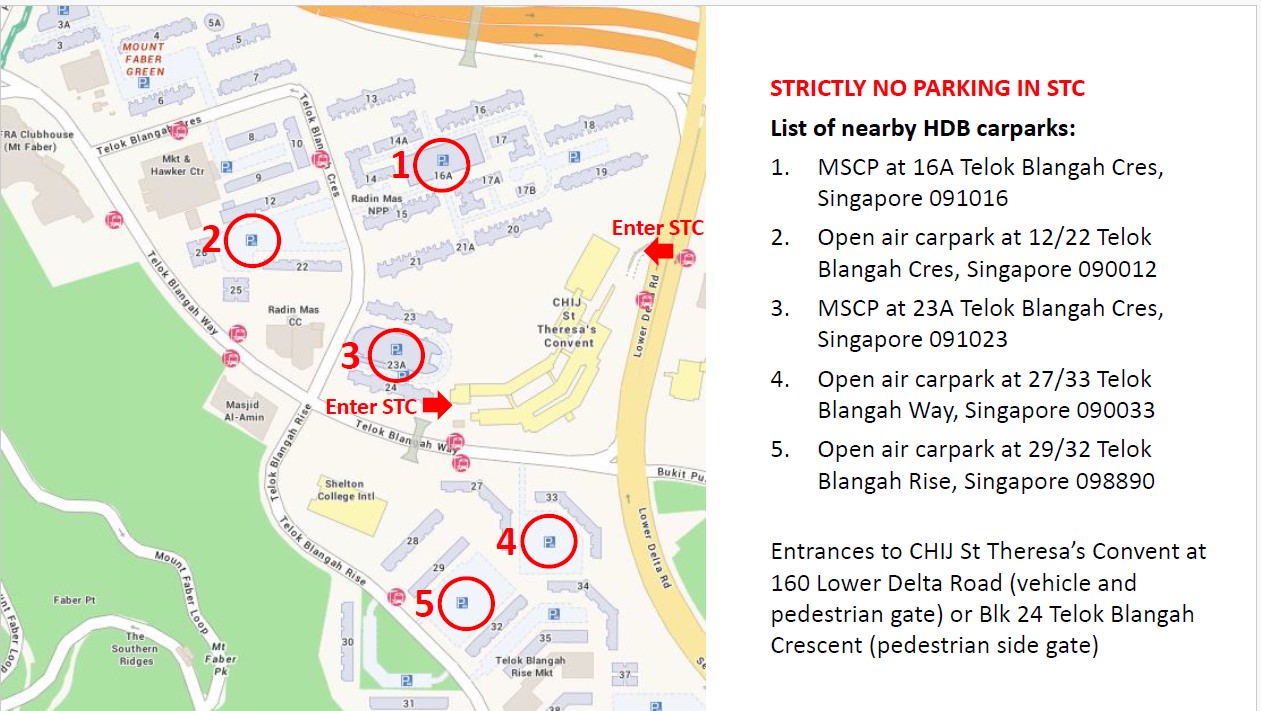 3A
3
4
5A
5
MOUNT
FABER
GREEN
6
7
Telok Blangah Cres
FRA Clubhouse
(Mt Faber)
Mkt &
Hawker Ctr
8
10
9
12
Telok Blangah Cres
13
14A
16
17
18
1
16A
14
17A
17B
19
Radin Mas
NPP
15
20
21A
21
2
26
22
25
Telok Blangah Way
Radin Mas
CC
Enter STC
Lower De
Rd
CHIJ
St
Theresa's
Convent
23
3
23A
24
Enter STC
Masjid
Al-Amin
Telok Blangah Way
Telok Blangah Rise
Bukit Pu
Shelton
College Intl
27
33
4
28
29
Telok Blangah Rise
Lower Delta Rd
5
34
32
35
30
Telok Blangah
Rise Mkt
37
31
38
Mount Faber Loop
Faber Pt
The
Southern
Ridges
Mt
Faber
Pk
unt Faber Loop
STRICTLY NO PARKING IN STC
List of nearby HDB carparks:
1. MSCP at 16A Telok Blangah Cres,
Singapore 091016
2. Open air carpark at 12/22 Telok
Blangah Cres, Singapore 090012
3. MSCP at 23A Telok Blangah Cres,
Singapore 091023
4. Open air carpark at 27/33 Telok
Blangah Way, Singapore 090033
5. Open air carpark at 29/32 Telok
Blangah Rise, Singapore 098890
Entrances to CHIJ St Theresa’s Convent at
160 Lower Delta Road (vehicle and
pedestrian gate) or Blk 24 Telok Blangah
Crescent (pedestrian side gate)